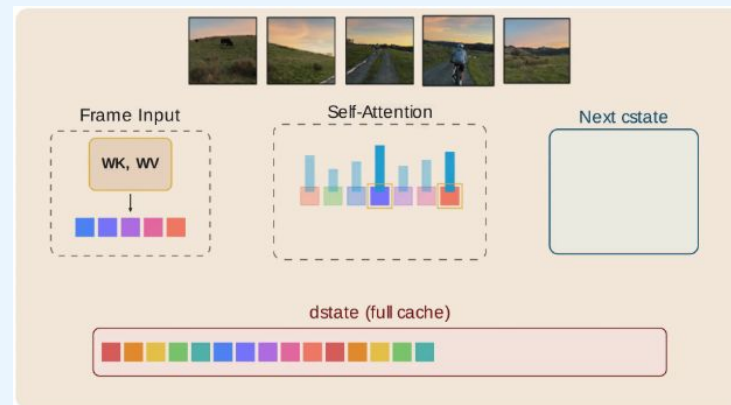 Frame Input
Self-Attention
Next cstate
WK, WV
dstate (full cache)